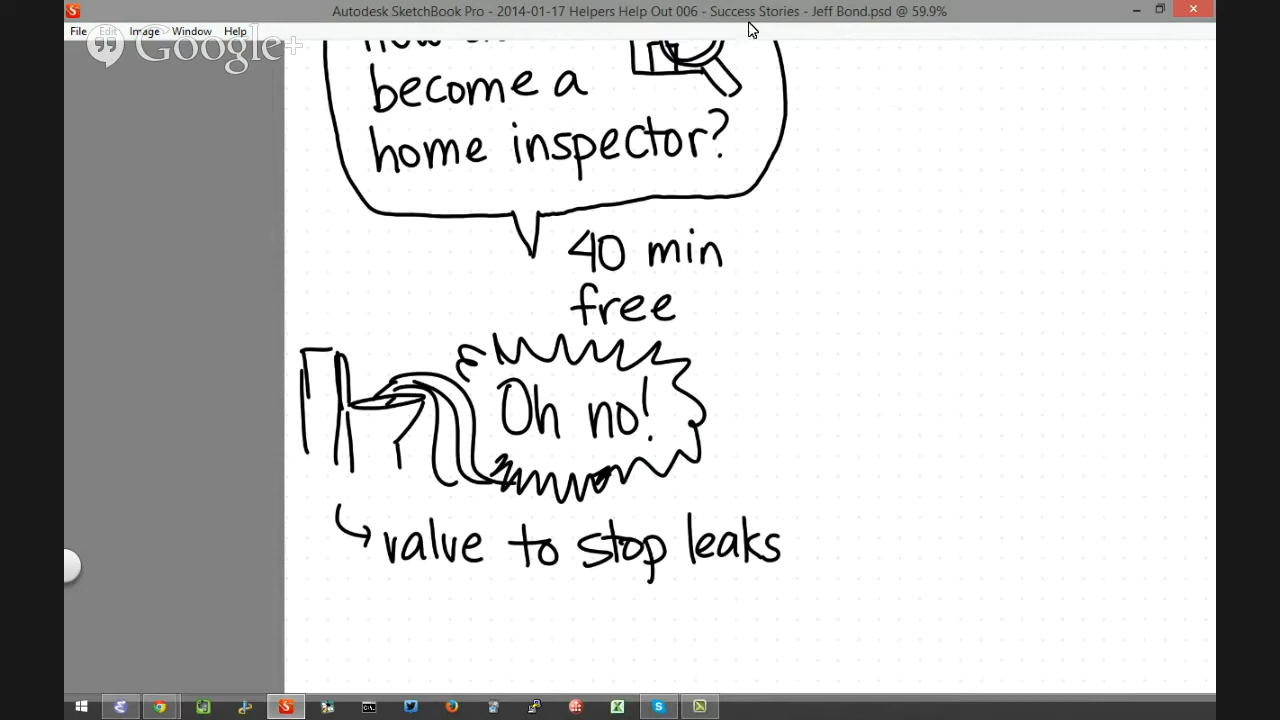 Autodesk SketchBook Pro - 2014-01-17 Helpers Help Out 006 - Success Stories - Jeff Bond.psd @ 59.9%
File Edit Image Window Help
Google+
become a
home inspector?
40 min
free
Oh no!
valve to stop leaks